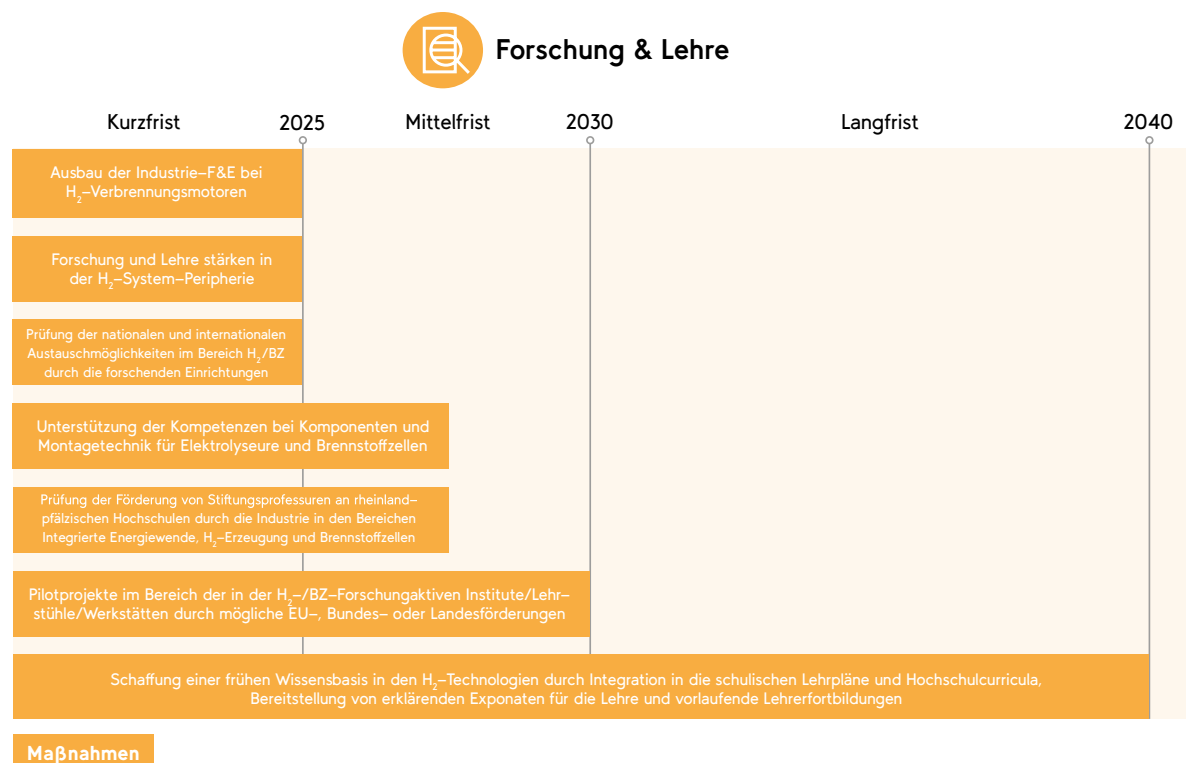 Forschung & Lehre
Kurzfrist 2025 Mittelfrist 2030 Langfrist 2040
Ausbau der Industrie–F&E bei
H₂–Verbrennungsmotoren
Forschung und Lehre stärken in
der H₂–System–Peripherie
Prüfung der nationalen und internationalen
Austauschmöglichkeiten im Bereich H₂/BZ
durch die forschenden Einrichtungen
Unterstützung der Kompetenzen bei Komponenten und
Montagetechnik für Elektrolyseure und Brennstoffzellen
Prüfung der Förderung von Stiftungsprofessuren an rheinland–
pfälzischen Hochschulen durch die Industrie in den Bereichen
Integrierte Energiewende, H₂–Erzeugung und Brennstoffzellen
Pilotprojekte im Bereich der in der H₂–/BZ–Forschungaktiven Institute/Lehr–
stühle/Werkstätten durch mögliche EU–, Bundes– oder Landesförderungen
Schaffung einer frühen Wissensbasis in den H₂–Technologien durch Integration in die schulischen Lehrpläne und Hochschulcurricula,
Bereitstellung von erklärenden Exponaten für die Lehre und vorlaufende Lehrerfortbildungen
Maßnahmen